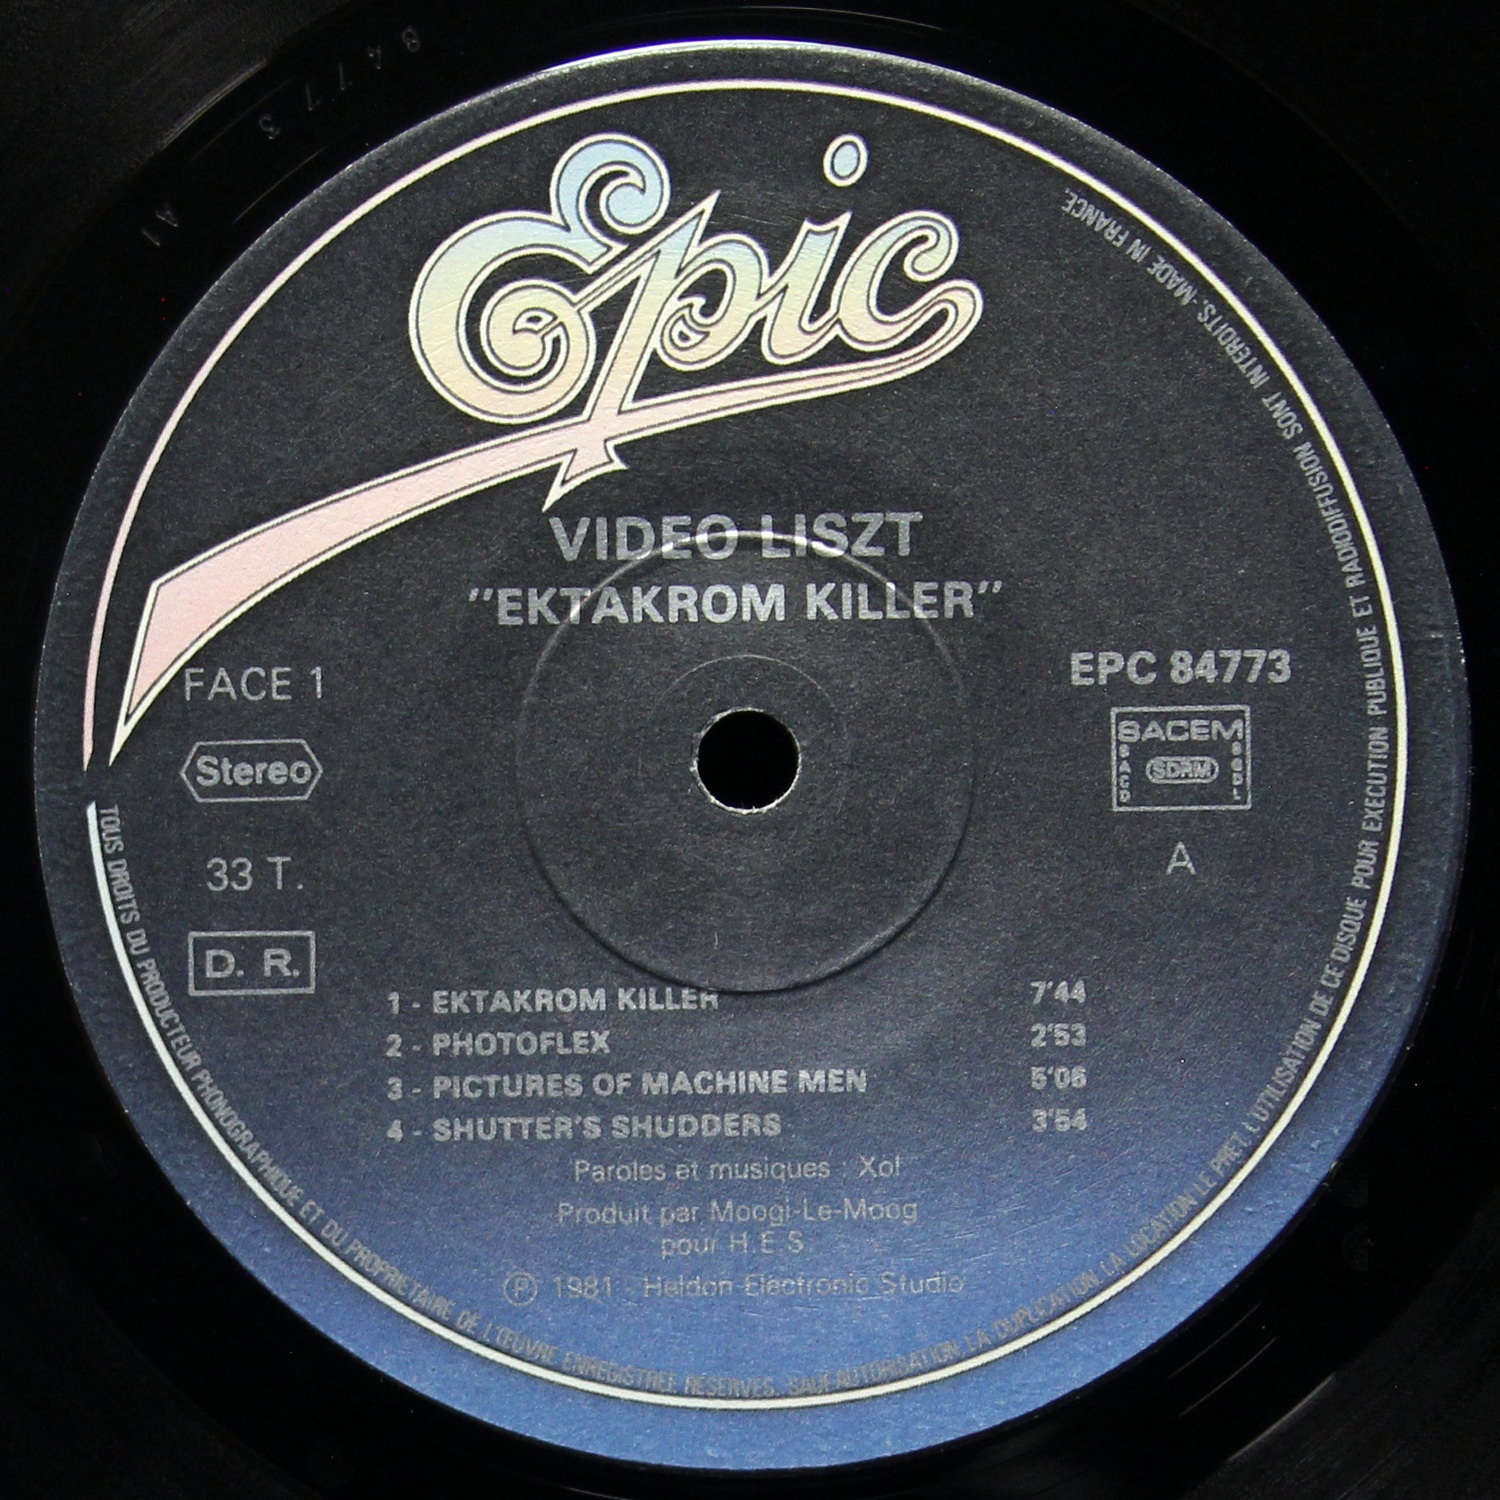 84773
A1
Epic
VIDEO LISZT
"EKTAKROM KILLER"
FACE 1
EPC 84773
Stereo
SACEM
SACD
SDRM
SGDL
33 T.
A
D. R.
1 - EKTAKROM KILLER 7'44
2 - PHOTOFLEX 2'53
3 - PICTURES OF MACHINE MEN 5'06
4 - SHUTTER'S SHUDDERS 3'54
Paroles et musiques : Xol
Produit par Moogi-Le-Moog
pour H.E.S.
Ⓟ 1981 - Heldon Electronic Studio
TOUS DROITS DU PRODUCTEUR PHONOGRAPHIQUE ET DU PROPRIETAIRE DE L'ŒUVRE ENREGISTREE RESERVES. SAUF AUTORISATION, LA DUPLICATION, LA LOCATION, LE PRET, L'UTILISATION DE CE DISQUE POUR EXECUTION PUBLIQUE ET RADIODIFFUSION SONT INTERDITS. MADE IN FRANCE.